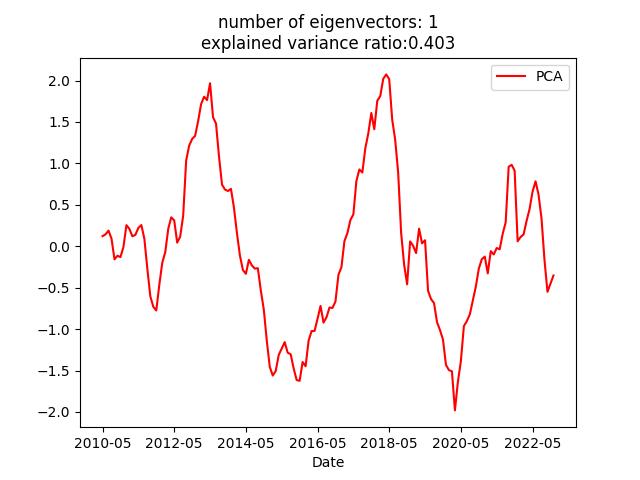 number of eigenvectors: 1
explained variance ratio:0.403
PCA
2.0
1.5
1.0
0.5
0.0
−0.5
−1.0
−1.5
−2.0
2010-05 2012-05 2014-05 2016-05 2018-05 2020-05 2022-05
Date